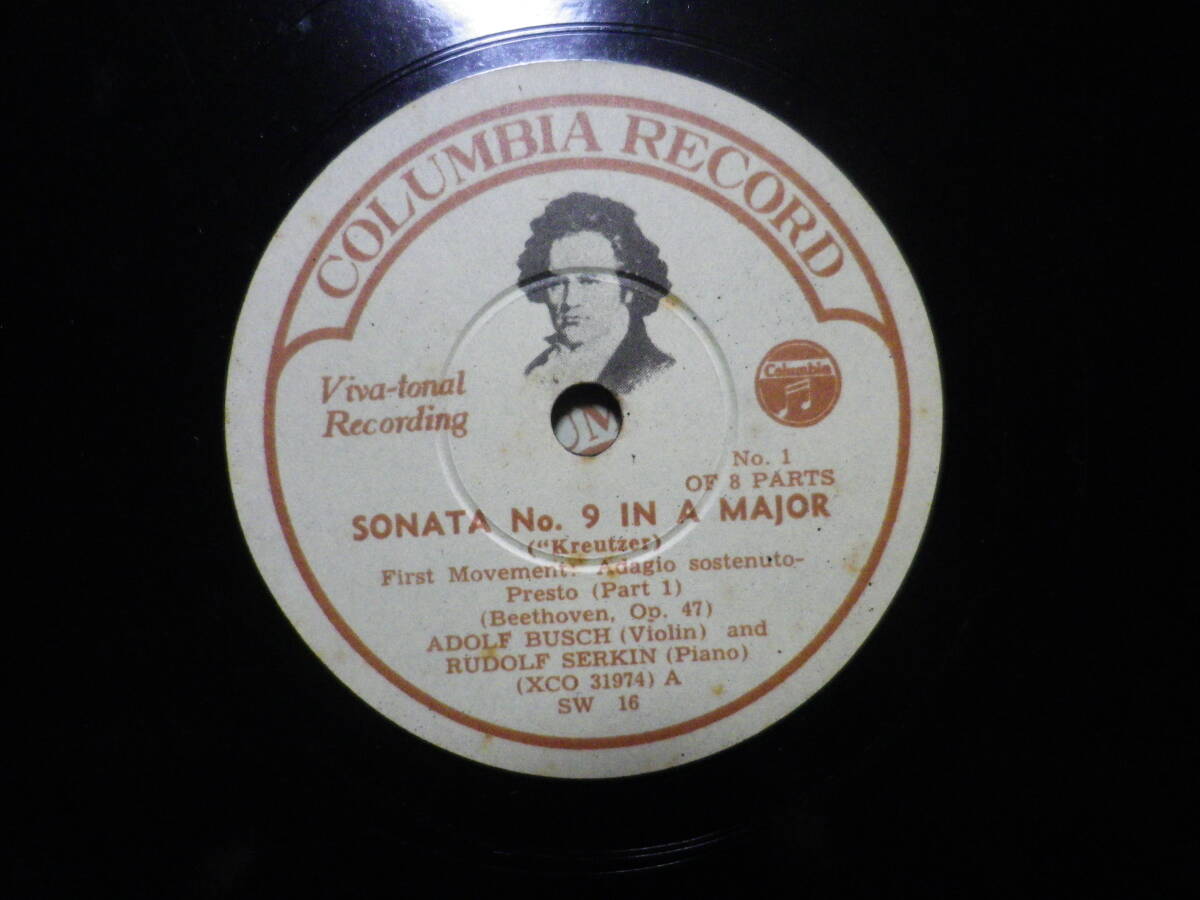 COLUMBIA RECORD
Viva-tonal
Recording
Columbia
No. 1
OF 8 PARTS
SONATA No. 9 IN A MAJOR
("Kreutzer)
First Movement: Adagio sostenuto-
Presto (Part 1)
(Beethoven, Op. 47)
ADOLF BUSCH (Violin) and
RUDOLF SERKIN (Piano)
(XCO 31974) A
SW 16